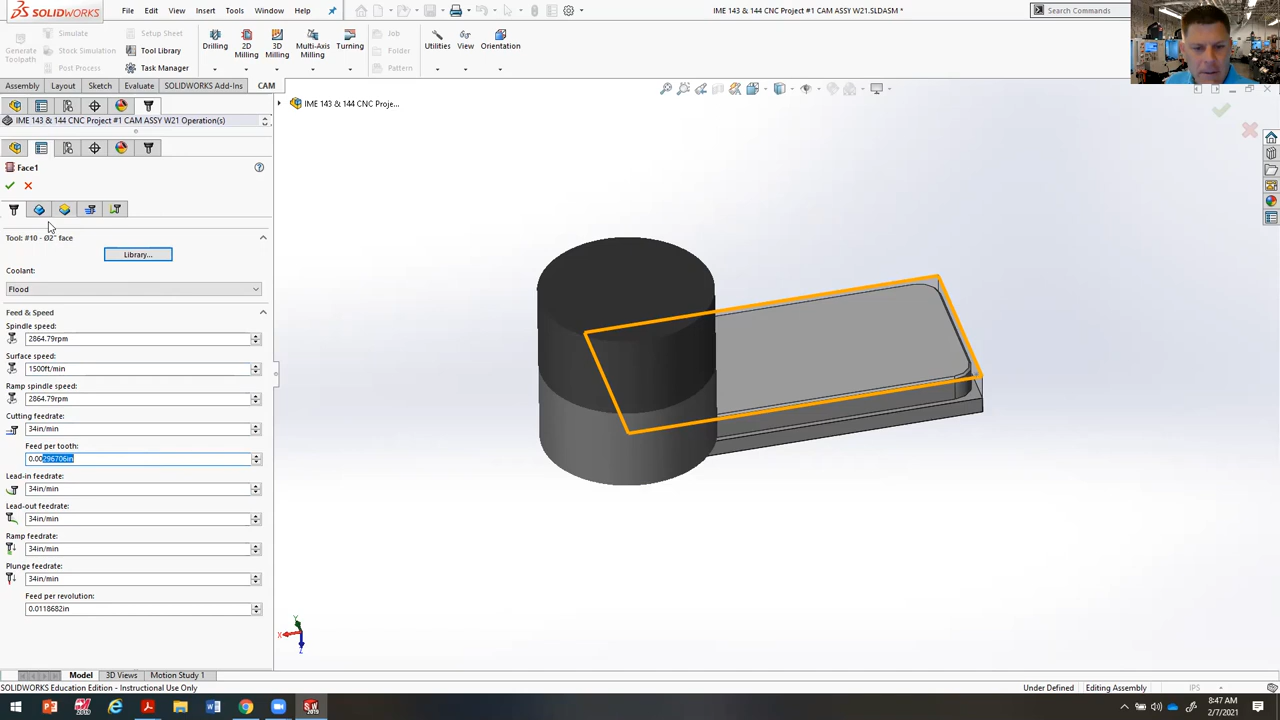 SOLIDWORKS
File Edit View Insert Tools Window Help
IME 143 & 144 CNC Project #1 CAM ASSY W21.SLDASM *
Search Commands
Generate Toolpath
Simulate
Stock Simulation
Post Process
Setup Sheet
Tool Library
Task Manager
Drilling
2D Milling
3D Milling
Multi-Axis Milling
Turning
Job
Folder
Pattern
Utilities
View
Orientation
Assembly Layout Sketch Evaluate SOLIDWORKS Add-Ins CAM
IME 143 & 144 CNC Project #1 CAM ASSY W21 Operation(s)
IME 143 & 144 CNC Proje...
Face1
Tool: #10 - Ø2" face
Library...
Coolant:
Flood
Feed & Speed
Spindle speed:
2864.79rpm
Surface speed:
1500ft/min
Ramp spindle speed:
2864.79rpm
Cutting feedrate:
34in/min
Feed per tooth:
0.00296706in
Lead-in feedrate:
34in/min
Lead-out feedrate:
34in/min
Ramp feedrate:
34in/min
Plunge feedrate:
34in/min
Feed per revolution:
0.0118682in
Y
X
Z
Model 3D Views Motion Study 1
SOLIDWORKS Education Edition - Instructional Use Only
Under Defined Editing Assembly IPS
8:47 AM
2/7/2021